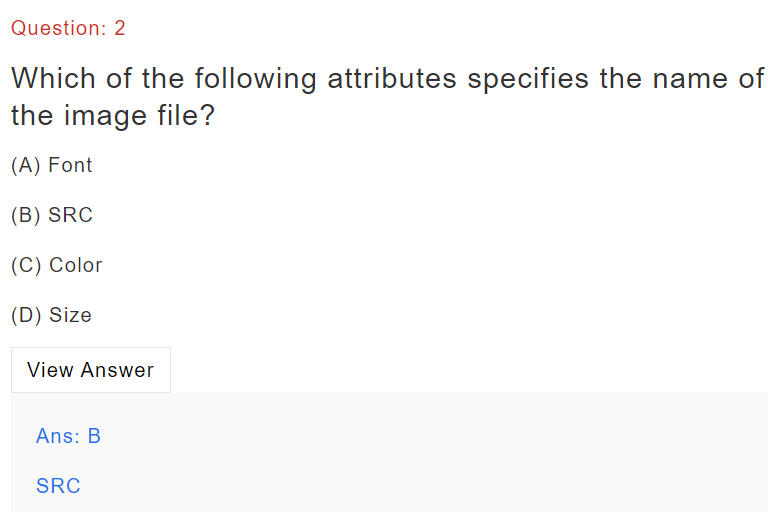 Question: 2
Which of the following attributes specifies the name of
the image file?
(A) Font
(B) SRC
(C) Color
(D) Size
View Answer
Ans: B
SRC